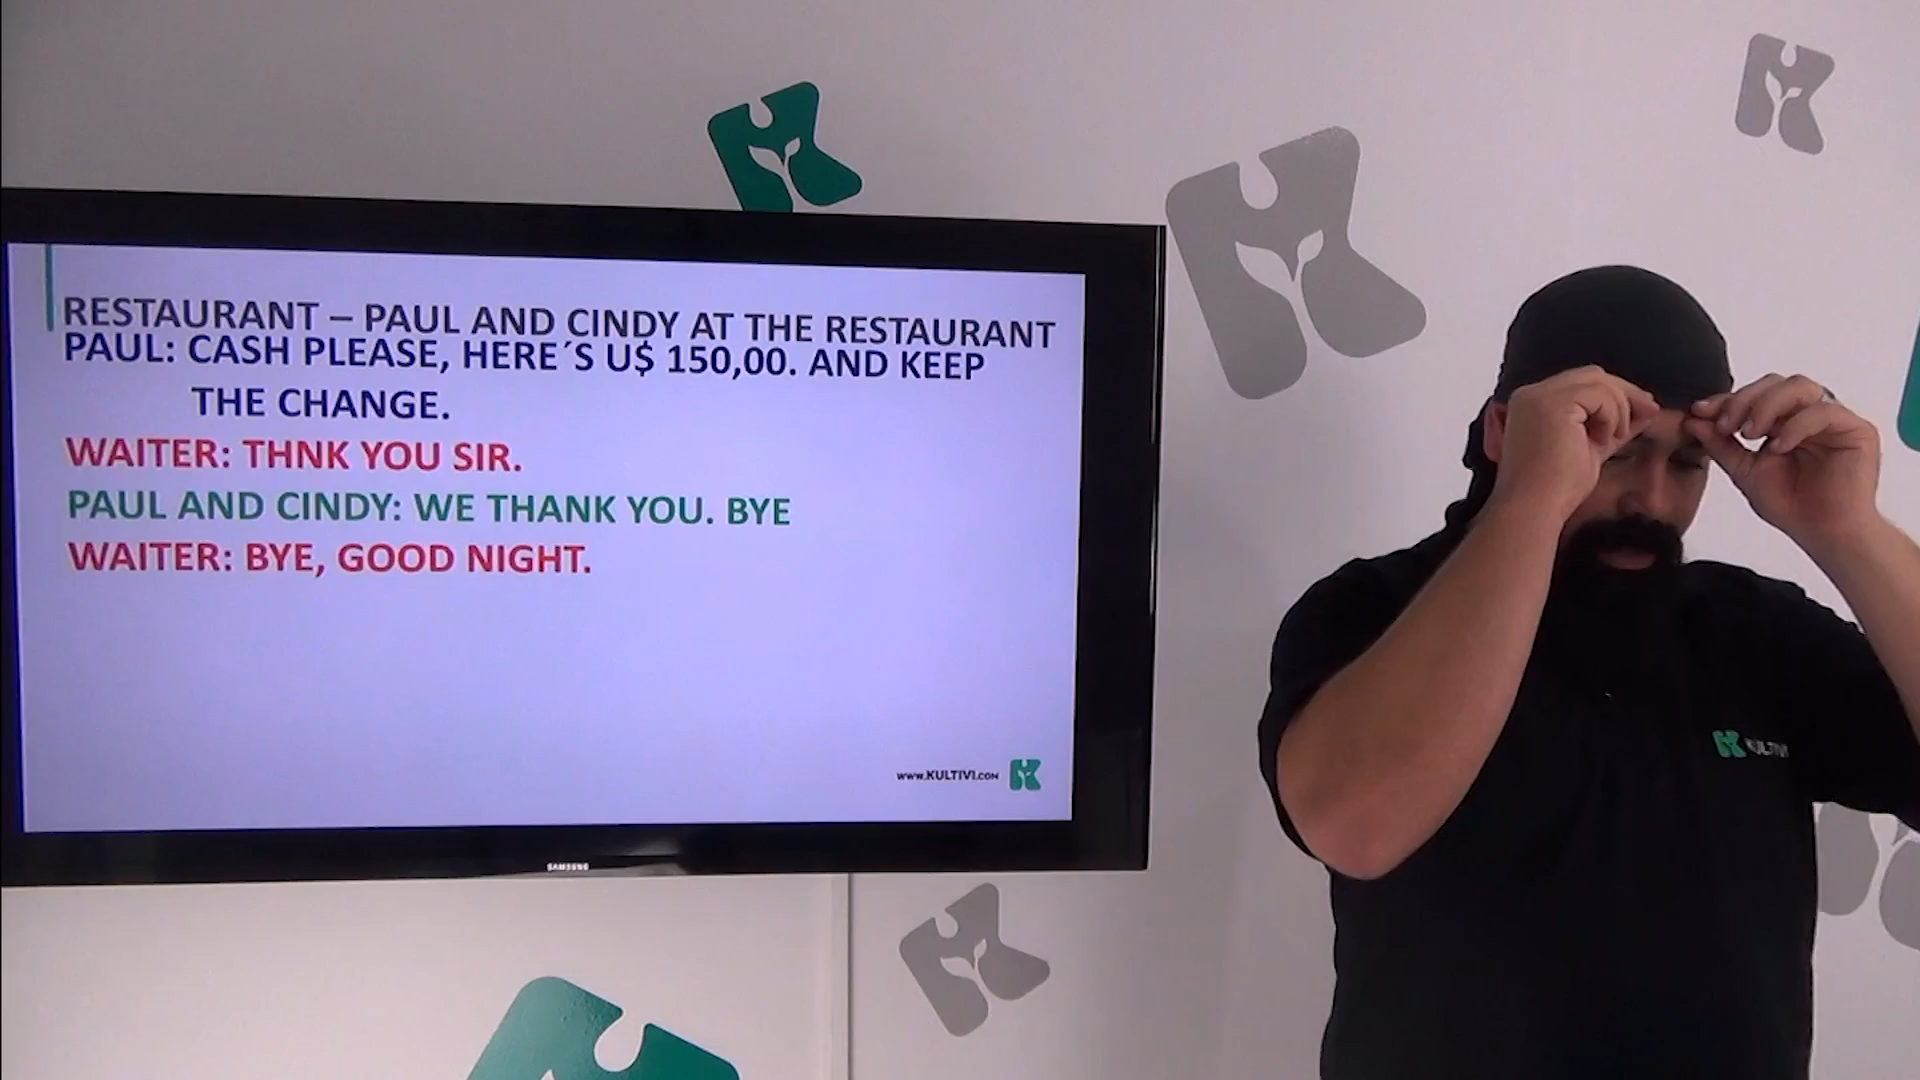 RESTAURANT – PAUL AND CINDY AT THE RESTAURANT
PAUL: CASH PLEASE, HERE´S U$ 150,00. AND KEEP
THE CHANGE.
WAITER: THNK YOU SIR.
PAUL AND CINDY: WE THANK YOU. BYE
WAITER: BYE, GOOD NIGHT.
WWW.KULTIVI.COM
SAMSUNG
KULTIVI